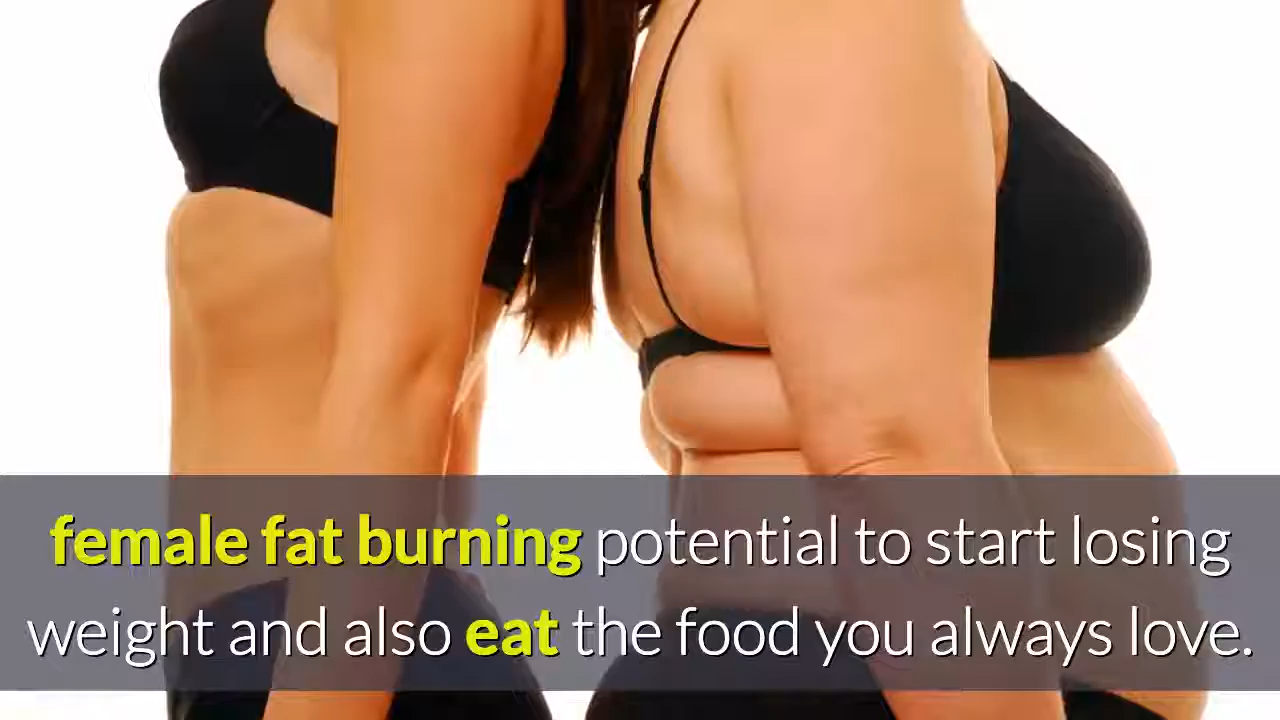 female fat burning potential to start losing
weight and also eat the food you always love.